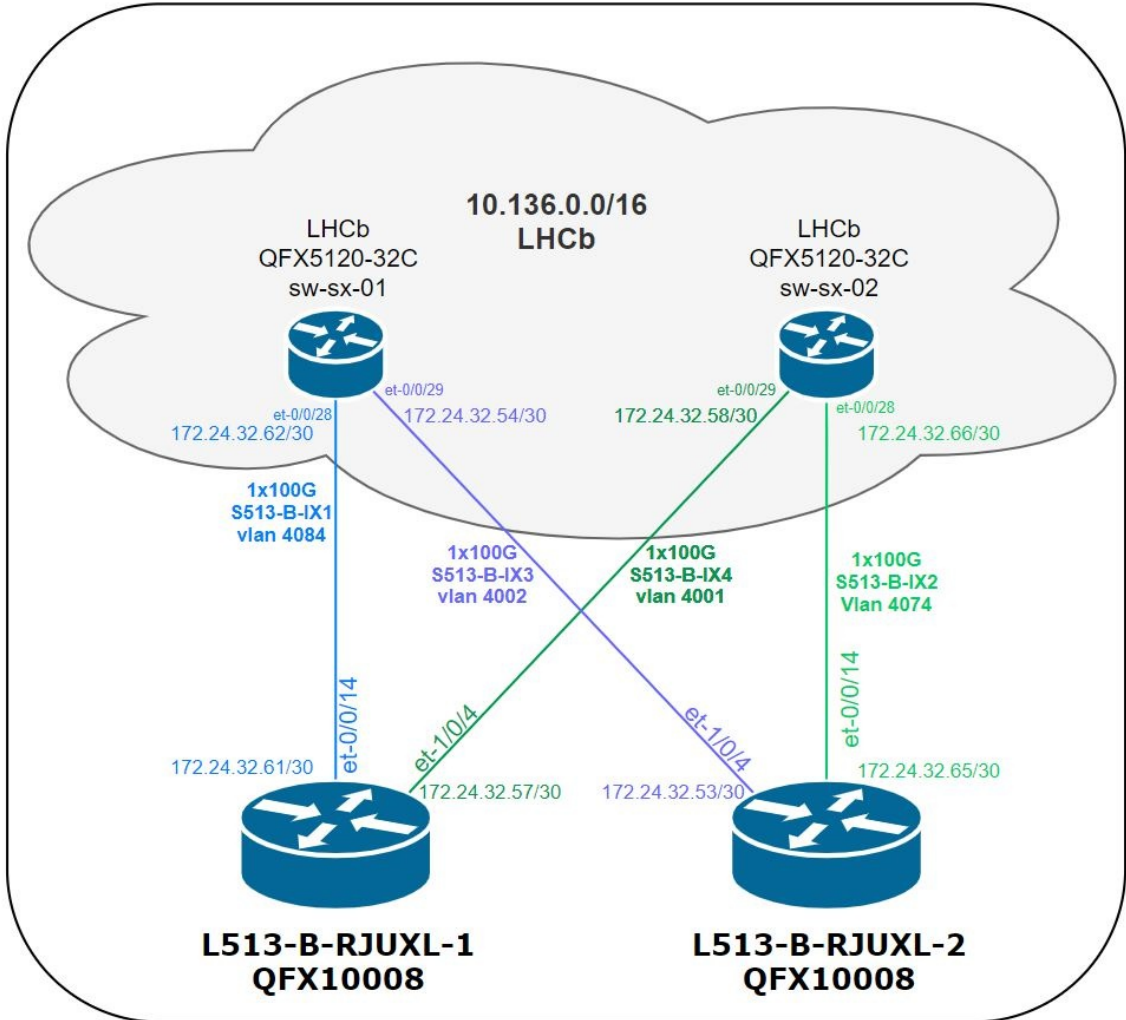 10.136.0.0/16
LHCb
LHCb
QFX5120-32C
sw-sx-01
LHCb
QFX5120-32C
sw-sx-02
et-0/0/29
et-0/0/28
172.24.32.54/30
172.24.32.62/30
et-0/0/29
et-0/0/28
172.24.32.58/30
172.24.32.66/30
1x100G
S513-B-IX1
vlan 4084
1x100G
S513-B-IX3
vlan 4002
1x100G
S513-B-IX4
vlan 4001
1x100G
S513-B-IX2
Vlan 4074
et-0/0/14
et-1/0/4
et-1/0/4
et-0/0/14
172.24.32.61/30
172.24.32.57/30
172.24.32.53/30
172.24.32.65/30
L513-B-RJUXL-1
QFX10008
L513-B-RJUXL-2
QFX10008